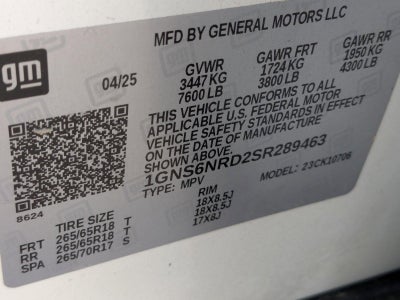 MFD BY GENERAL MOTORS LLC
gm
04/25
GVWR GAWR FRT GAWR RR
3447 KG 1724 KG 1950 KG
7600 LB 3800 LB 4300 LB
THIS VEHICLE CONFORMS TO ALL
APPLICABLE U.S. FEDERAL MOTOR
VEHICLE SAFETY STANDARDS IN EFFECT
ON THE DATE OF MANUFACTURE
SHOWN ABOVE.
1GNS6NRD2SR289463
TYPE: MPV MODEL: 23CK10706
8624
TIRE SIZE RIM
FRT 265/65R18 T 18X8.5J
RR 265/65R18 T 18X8.5J
SPA 265/70R17 S 17X8J